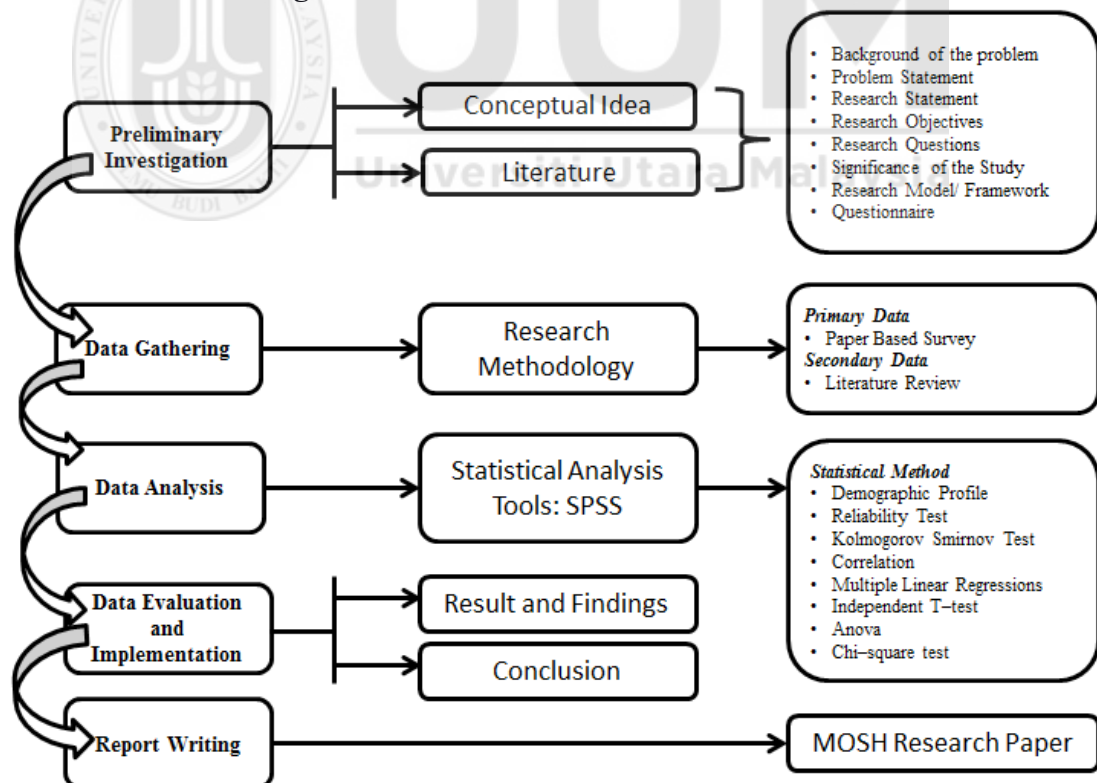 Preliminary
Investigation
Conceptual Idea
Literature
• Background of the problem
• Problem Statement
• Research Statement
• Research Objectives
• Research Questions
• Significance of the Study
• Research Model/ Framework
• Questionnaire
Universiti Utara Malaysia
UUM
BUDI
Data Gathering
Research
Methodology
Primary Data
• Paper Based Survey
Secondary Data
• Literature Review
Data Analysis
Statistical Analysis
Tools: SPSS
Statistical Method
• Demographic Profile
• Reliability Test
• Kolmogorov Smirnov Test
• Correlation
• Multiple Linear Regressions
• Independent T–test
• Anova
• Chi–square test
Data Evaluation
and
Implementation
Result and Findings
Conclusion
Report Writing
MOSH Research Paper